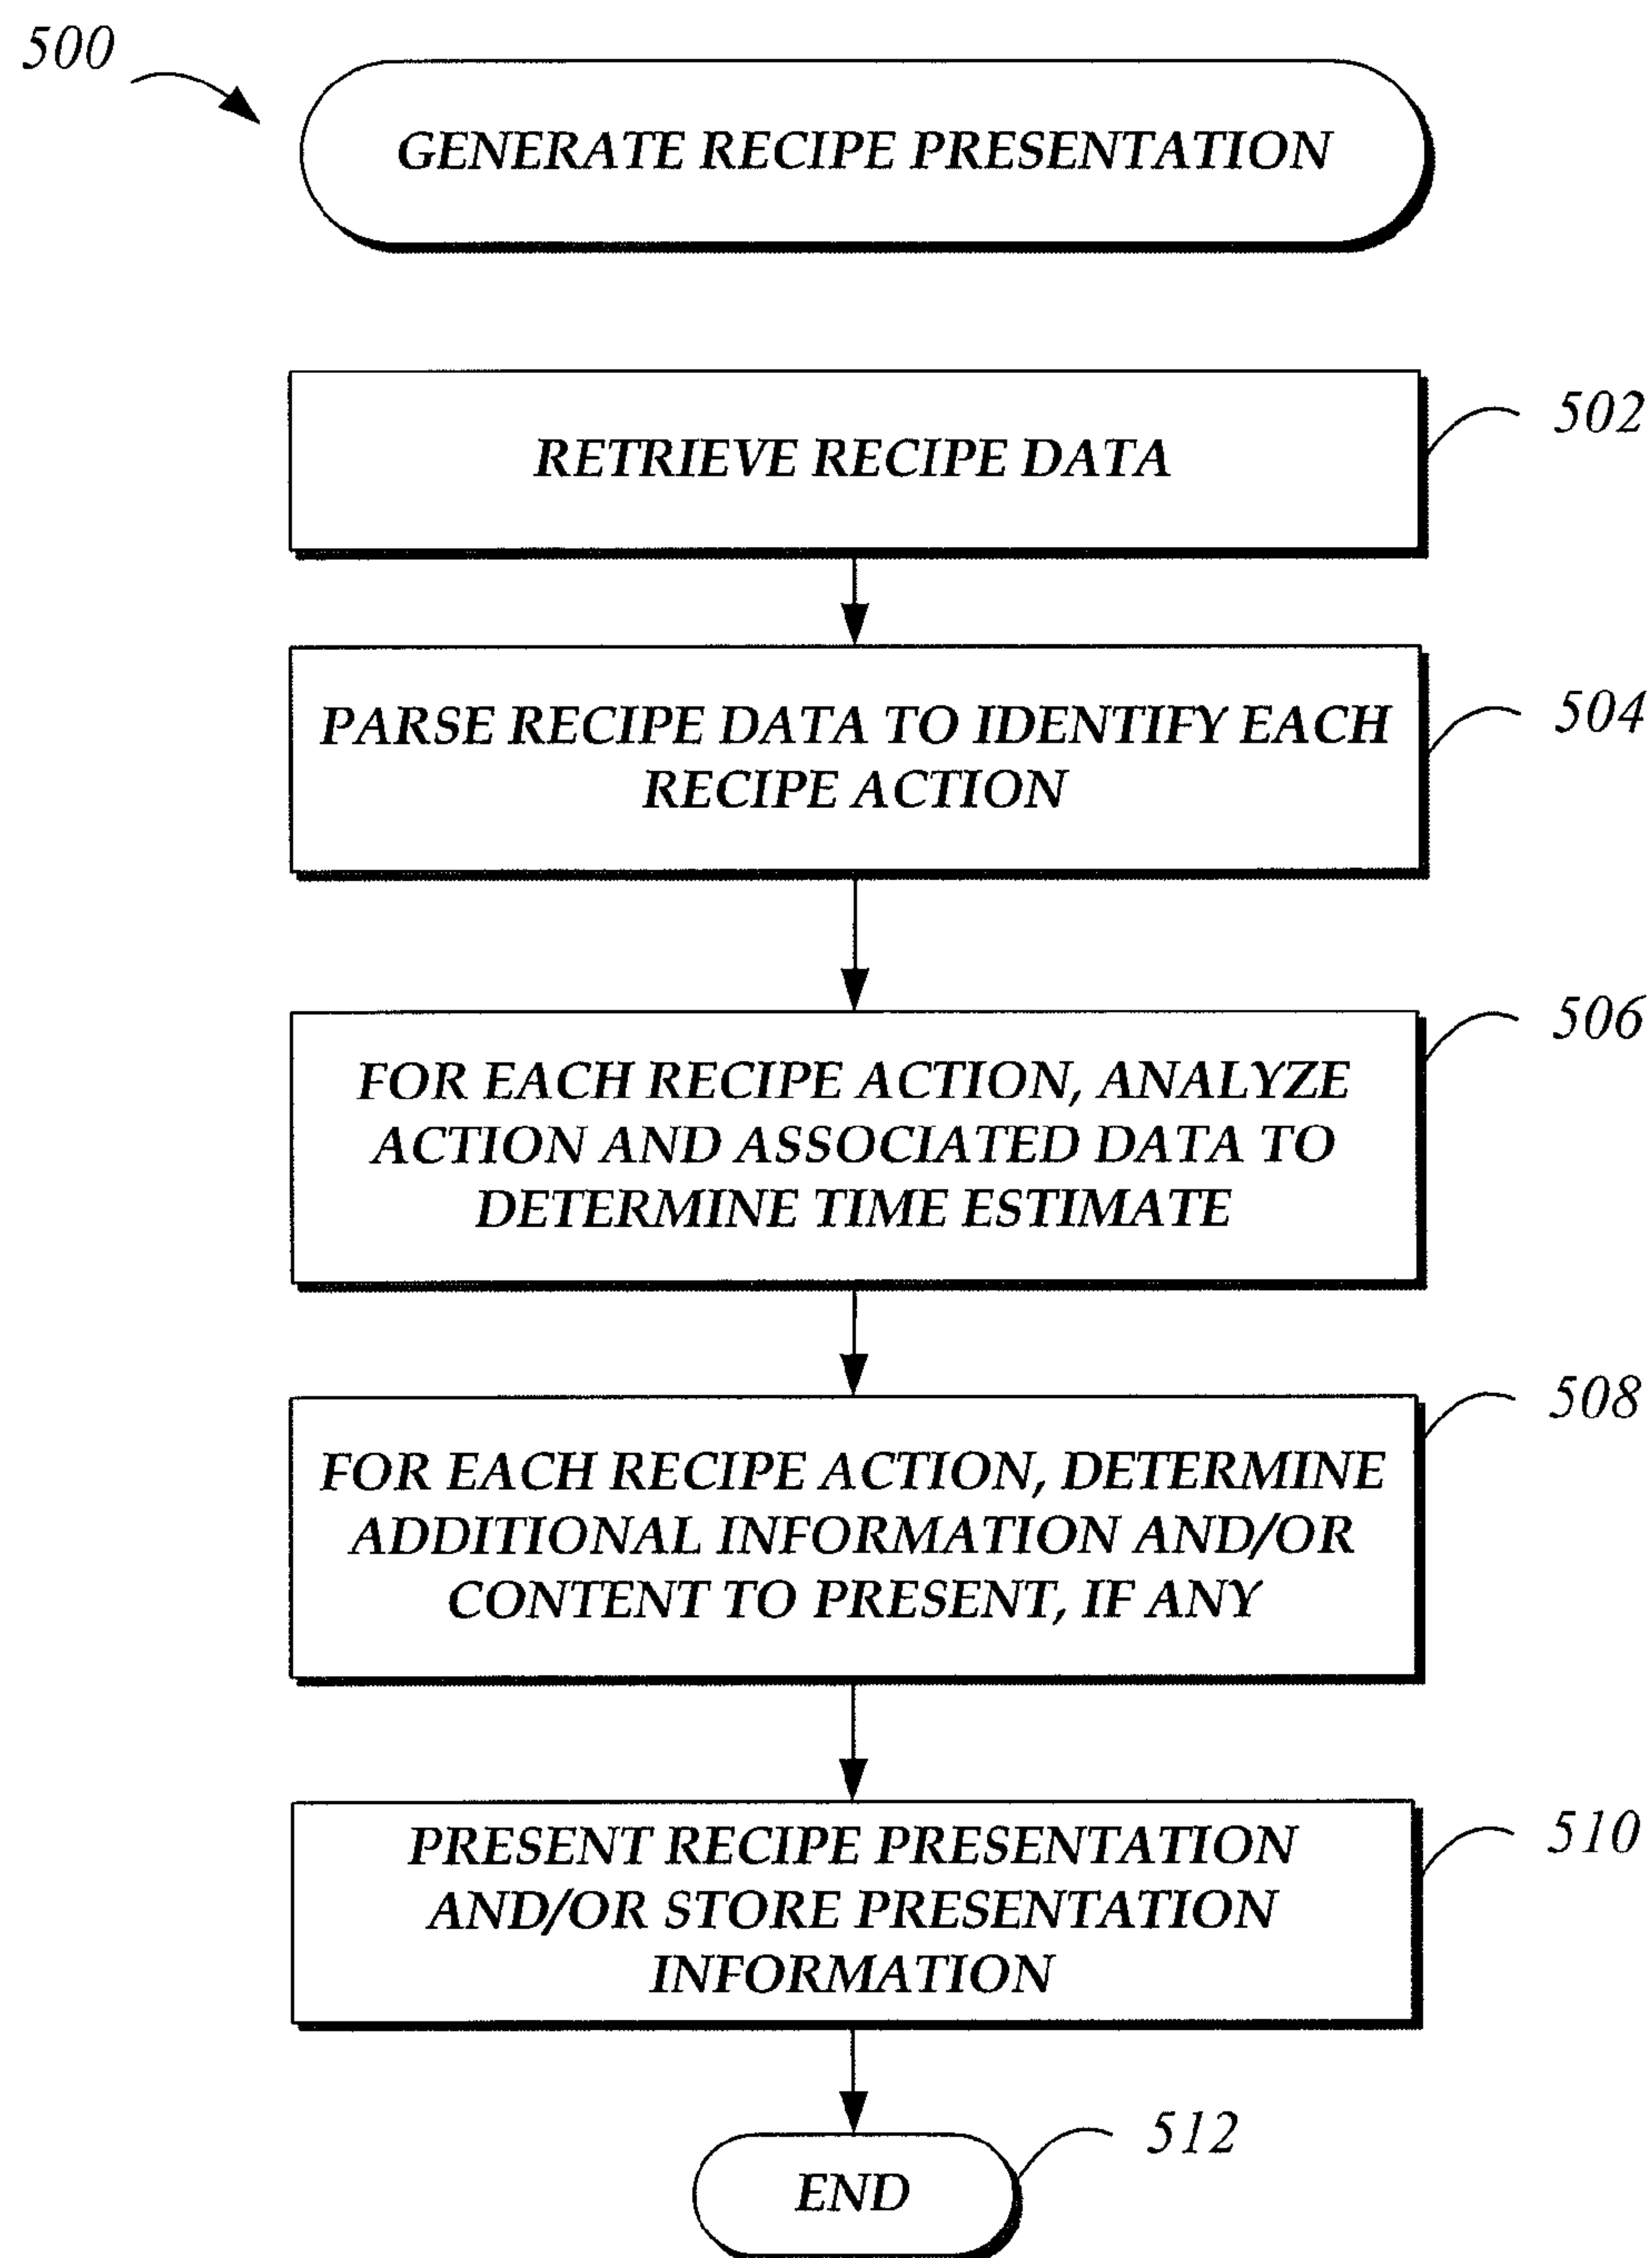 500
GENERATE RECIPE PRESENTATION
RETRIEVE RECIPE DATA
502
PARSE RECIPE DATA TO IDENTIFY EACH
RECIPE ACTION
504
FOR EACH RECIPE ACTION, ANALYZE
ACTION AND ASSOCIATED DATA TO
DETERMINE TIME ESTIMATE
506
FOR EACH RECIPE ACTION, DETERMINE
ADDITIONAL INFORMATION AND/OR
CONTENT TO PRESENT, IF ANY
508
PRESENT RECIPE PRESENTATION
AND/OR STORE PRESENTATION
INFORMATION
510
END
512